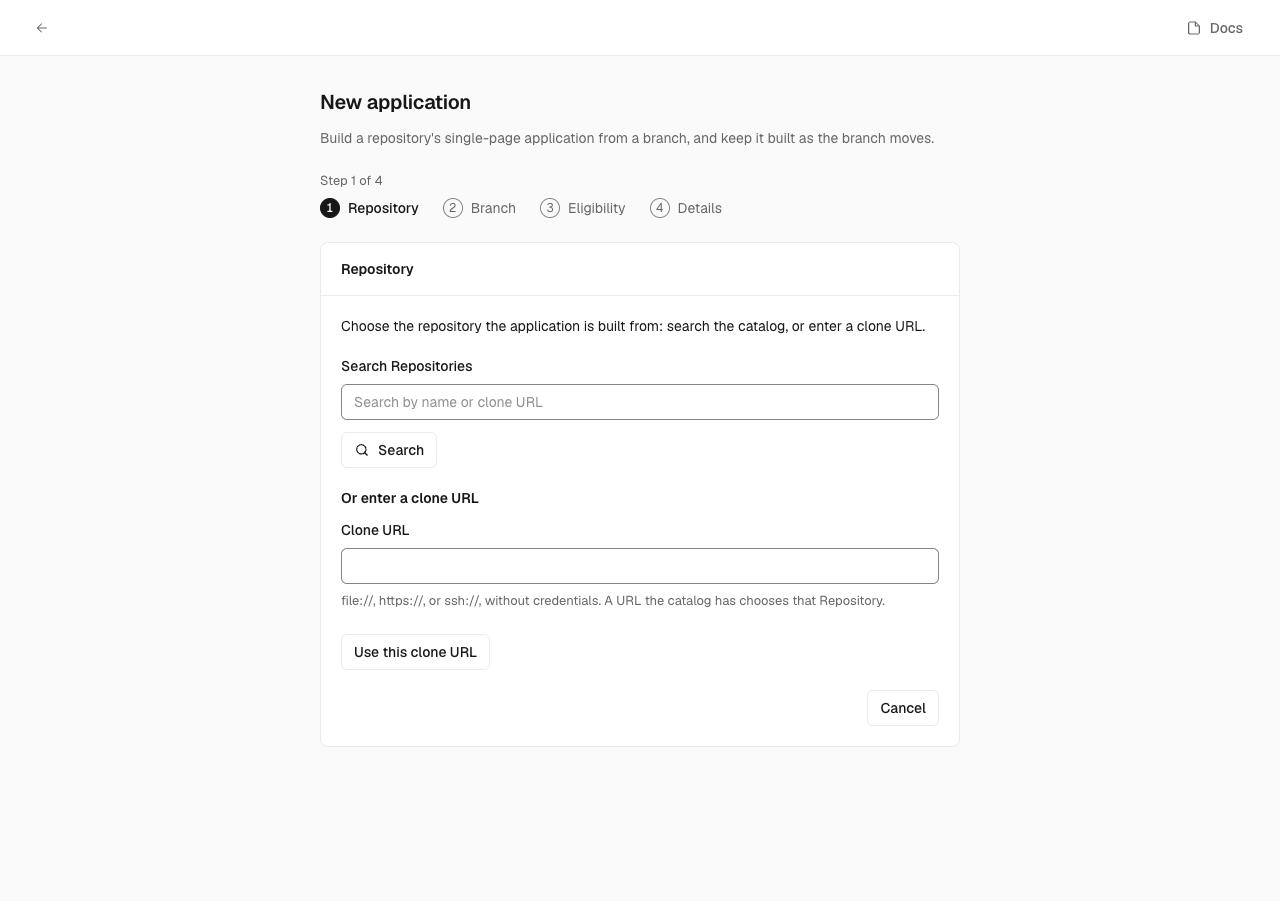 Docs
New application
Build a repository's single-page application from a branch, and keep it built as the branch moves.
Step 1 of 4
1 Repository 2 Branch 3 Eligibility 4 Details
Repository
Choose the repository the application is built from: search the catalog, or enter a clone URL.
Search Repositories
Search by name or clone URL
Search
Or enter a clone URL
Clone URL
file://, https://, or ssh://, without credentials. A URL the catalog has chooses that Repository.
Use this clone URL
Cancel